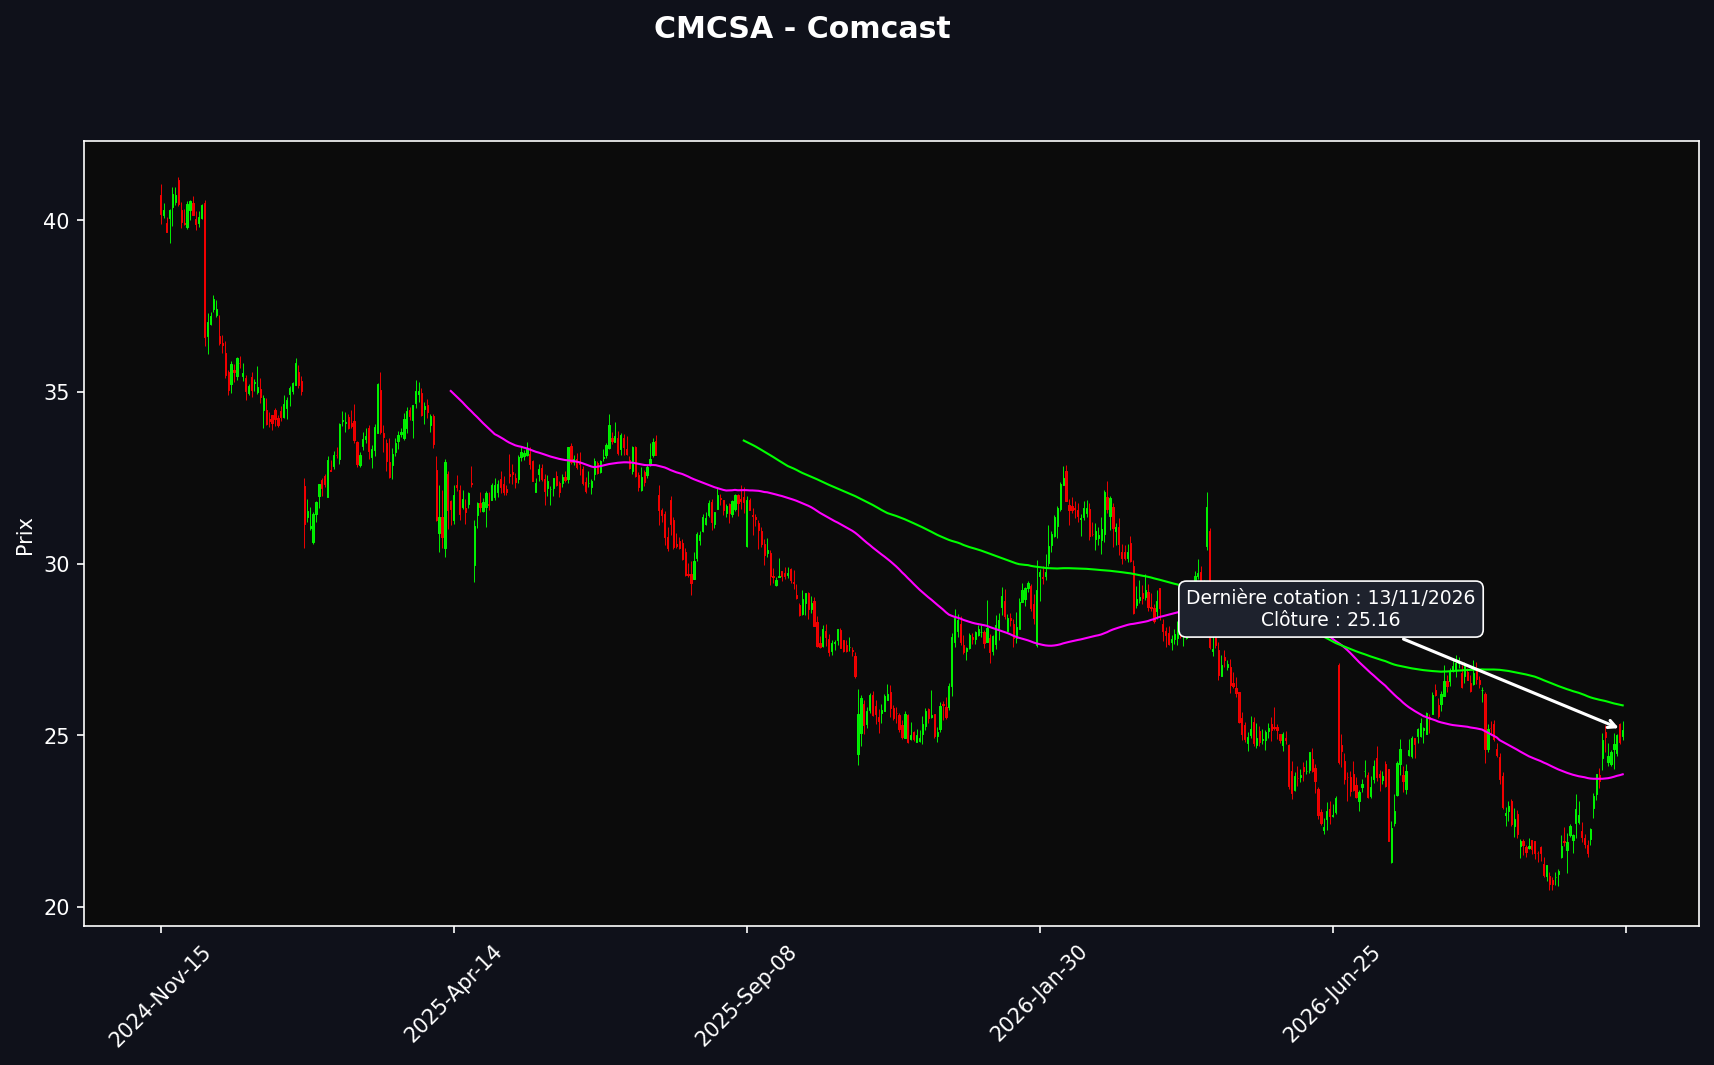 CMCSA - Comcast
Prix
40
35
30
25
20
Dernière cotation : 13/11/2026
Clôture : 25.16
2024-Nov-15
2025-Apr-14
2025-Sep-08
2026-Jan-30
2026-Jun-25